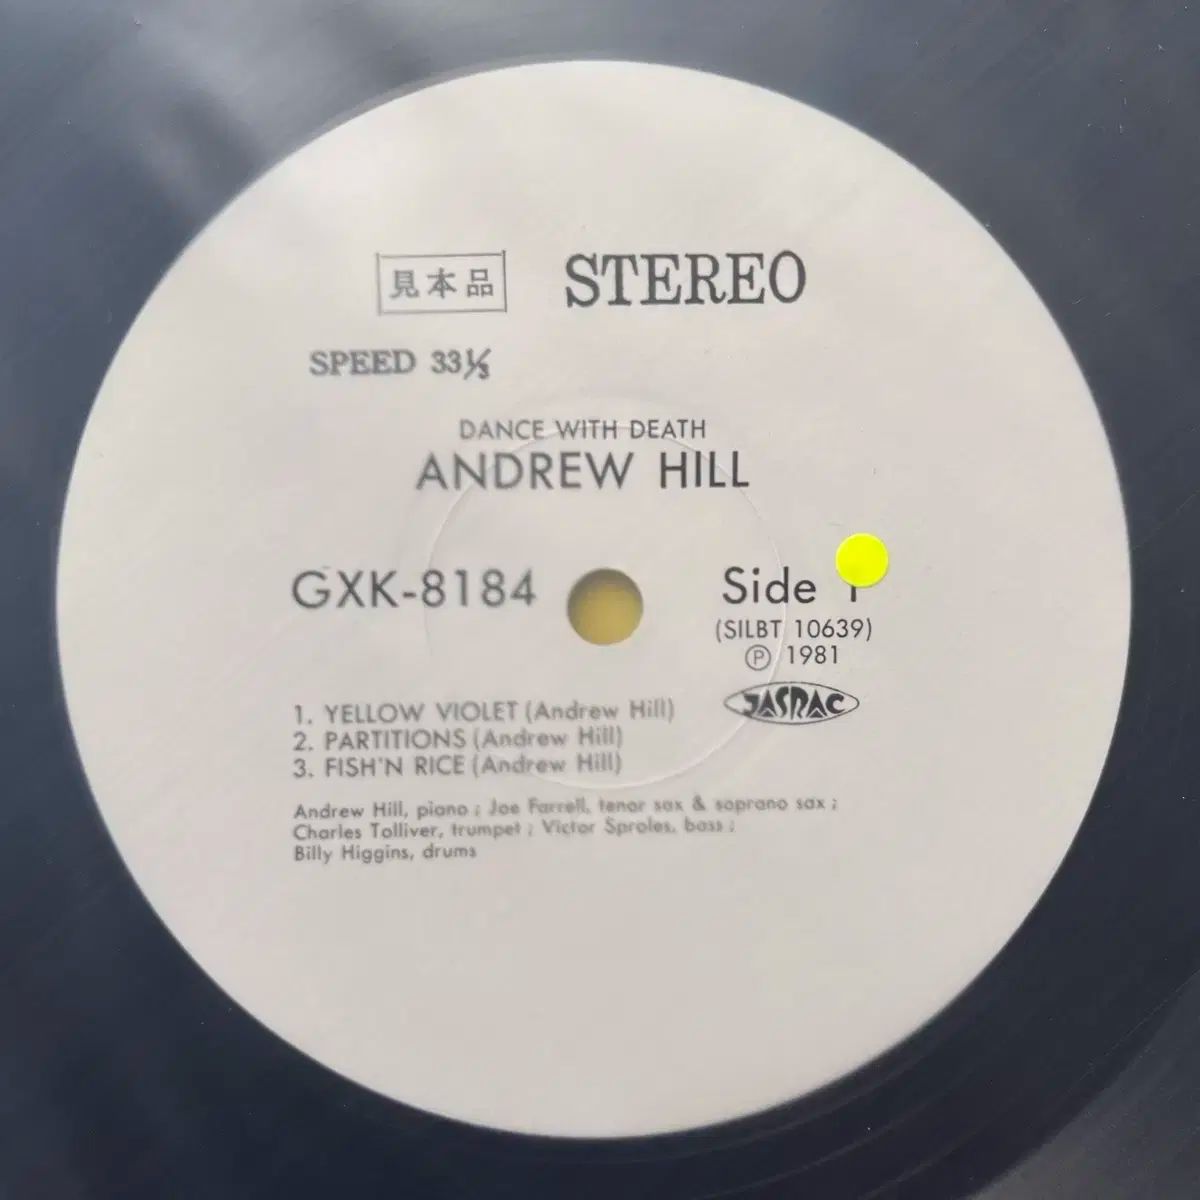 見本品 STEREO
SPEED 33⅓
DANCE WITH DEATH
ANDREW HILL
GXK-8184
Side 1
(SILBT 10639)
Ⓟ 1981
JASRAC
1. YELLOW VIOLET (Andrew Hill)
2. PARTITIONS (Andrew Hill)
3. FISH'N RICE (Andrew Hill)
Andrew Hill, piano ; Joe Farrell, tenor sax & soprano sax ;
Charles Tolliver, trumpet ; Victor Sproles, bass ;
Billy Higgins, drums